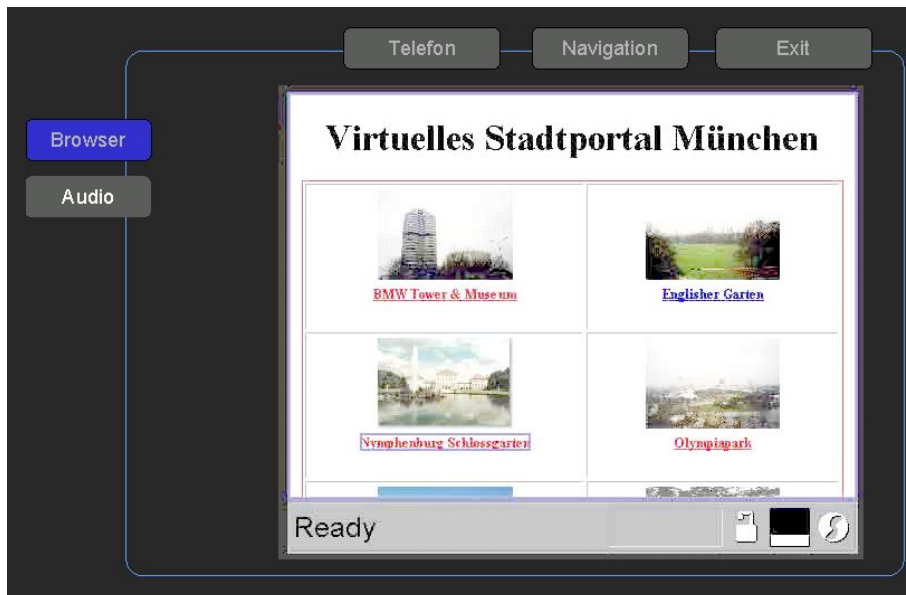 Telefon
Navigation
Exit
Browser
Audio
Virtuelles Stadtportal München
BMW Tower & Museum
Englisher Garten
Nymphenburg Schlossgarten
Olympiapark
Ready